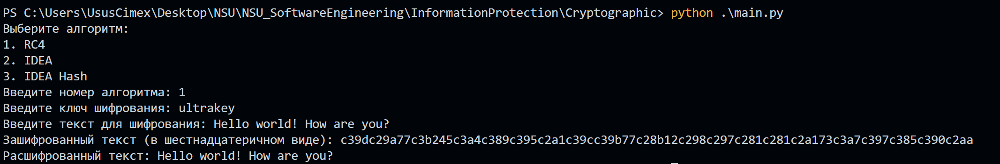 PS C:\Users\UsusCimex\Desktop\NSU\NSU_SoftwareEngineering\InformationProtection\Cryptographic> python .\main.py
Выберите алгоритм:
1. RC4
2. IDEA
3. IDEA Hash
Введите номер алгоритма: 1
Введите ключ шифрования: ultrakey
Введите текст для шифрования: Hello world! How are you?
Зашифрованный текст (в шестнадцатеричном виде): c39dc29a77c3b245c3a4c389c395c2a1c39cc39b77c28b12c298c297c281c281c2a173c3a7c397c385c390c2aa
Расшифрованный текст: Hello world! How are you?